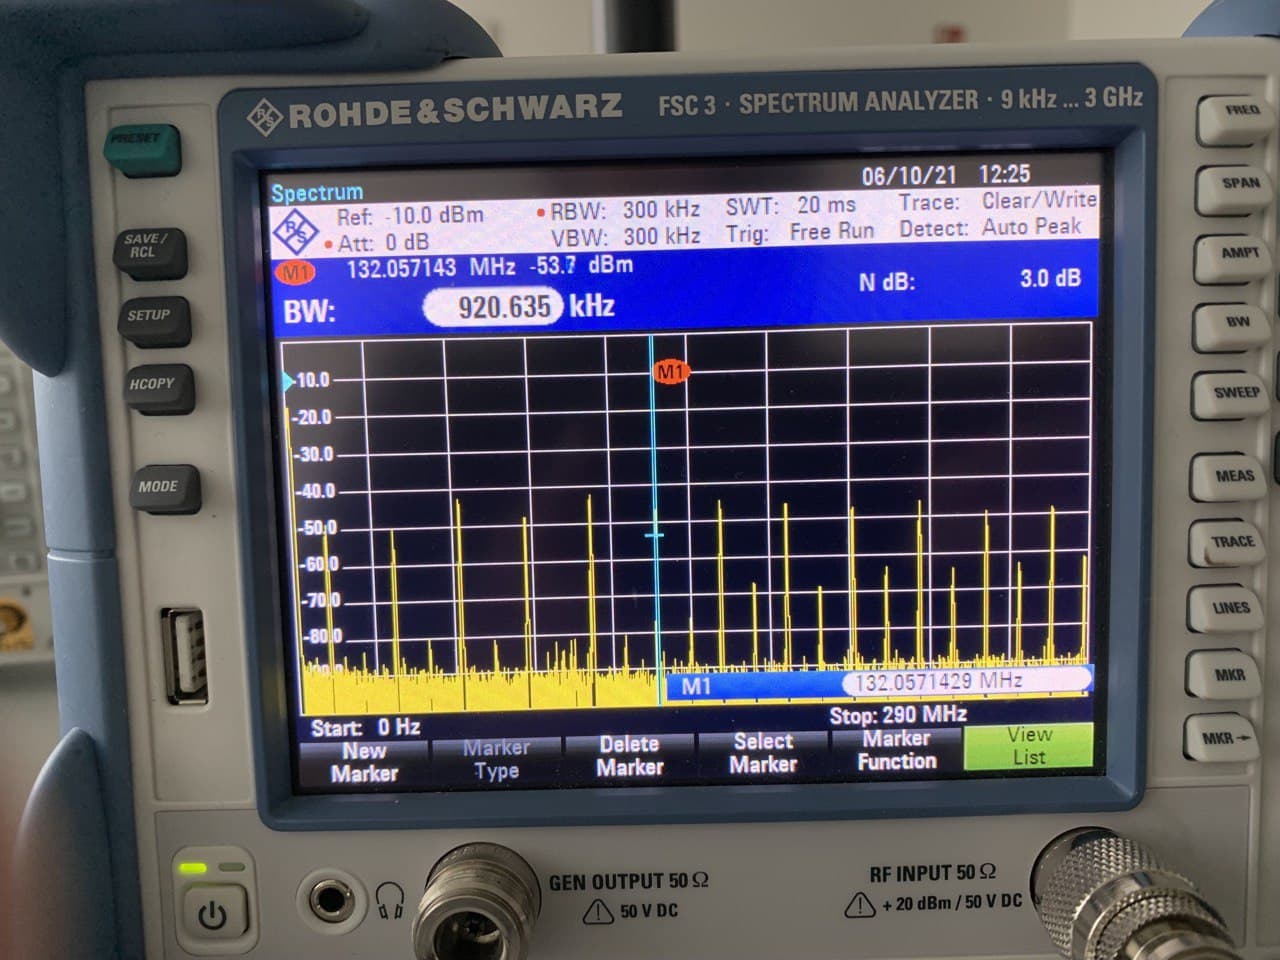 ROHDE&SCHWARZ FSC 3 · SPECTRUM ANALYZER · 9 kHz ... 3 GHz
PRESET
SAVE/
RCL
SETUP
HCOPY
MODE
06/10/21 12:25
Spectrum
R/S
Ref: -10.0 dBm
• RBW: 300 kHz
SWT: 20 ms
Trace: Clear/Write
• Att: 0 dB
VBW: 300 kHz
Trig: Free Run
Detect: Auto Peak
M1 132.057143 MHz -53.7 dBm
BW: 920.635 kHz
N dB: 3.0 dB
M1
-10.0
-20.0
-30.0
-40.0
-50.0
-60.0
-70.0
-80.0
M1 132.0571429 MHz
Start: 0 Hz
Stop: 290 MHz
New
Marker
Marker
Type
Delete
Marker
Select
Marker
Marker
Function
View
List
FREQ
SPAN
AMPT
BW
SWEEP
MEAS
TRACE
LINES
MKR
MKR→
GEN OUTPUT 50 Ω
50 V DC
RF INPUT 50 Ω
+ 20 dBm / 50 V DC